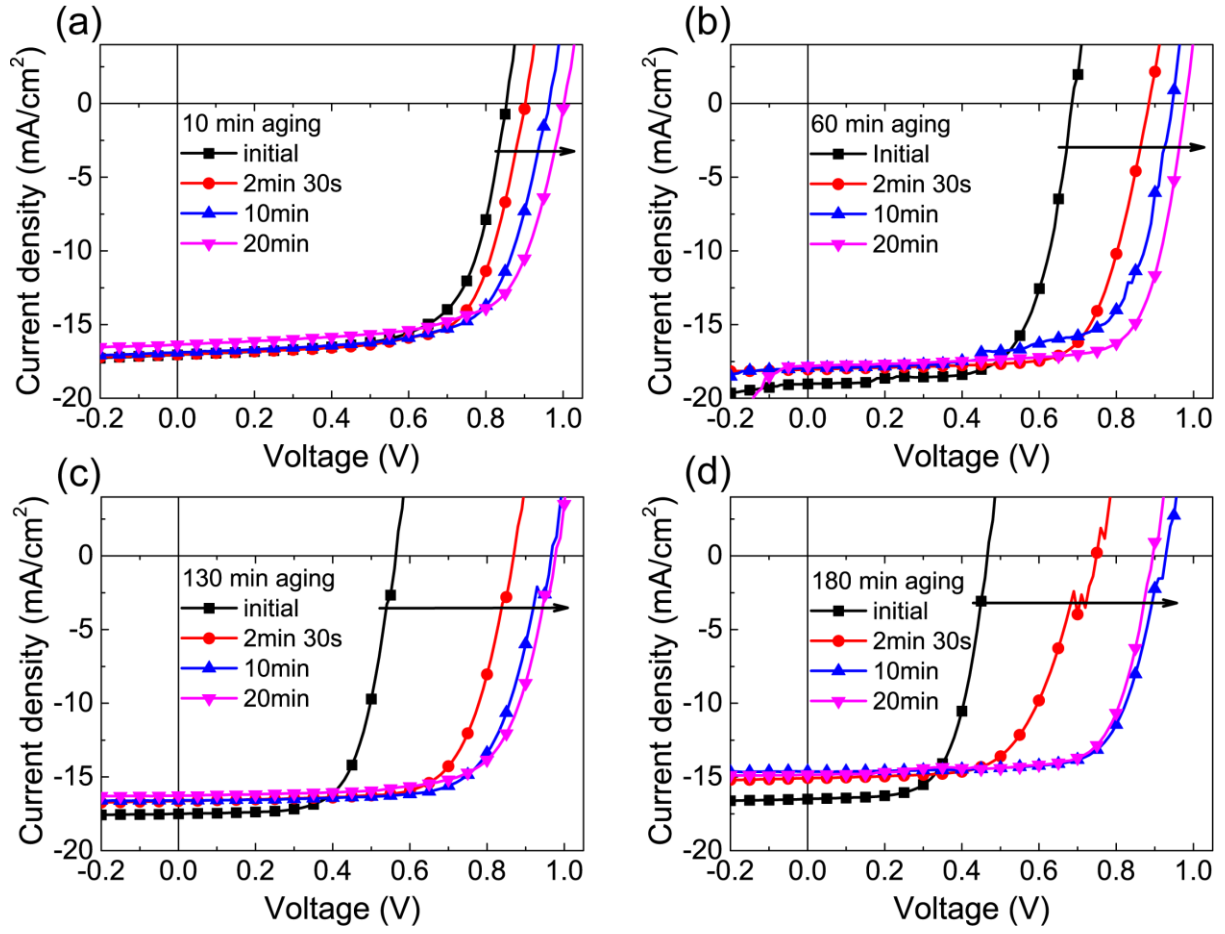 (a)
Current density (mA/cm²)
0
-5
-10
-15
-20
10 min aging
initial
2min 30s
10min
20min
-0.2 0.0 0.2 0.4 0.6 0.8 1.0
Voltage (V)
(b)
Current density (mA/cm²)
0
-5
-10
-15
-20
60 min aging
Initial
2min 30s
10min
20min
-0.2 0.0 0.2 0.4 0.6 0.8 1.0
Voltage (V)
(c)
Current density (mA/cm²)
0
-5
-10
-15
-20
130 min aging
initial
2min 30s
10min
20min
-0.2 0.0 0.2 0.4 0.6 0.8 1.0
Voltage (V)
(d)
Current density (mA/cm²)
0
-5
-10
-15
-20
180 min aging
initial
2min 30s
10min
20min
-0.2 0.0 0.2 0.4 0.6 0.8 1.0
Voltage (V)